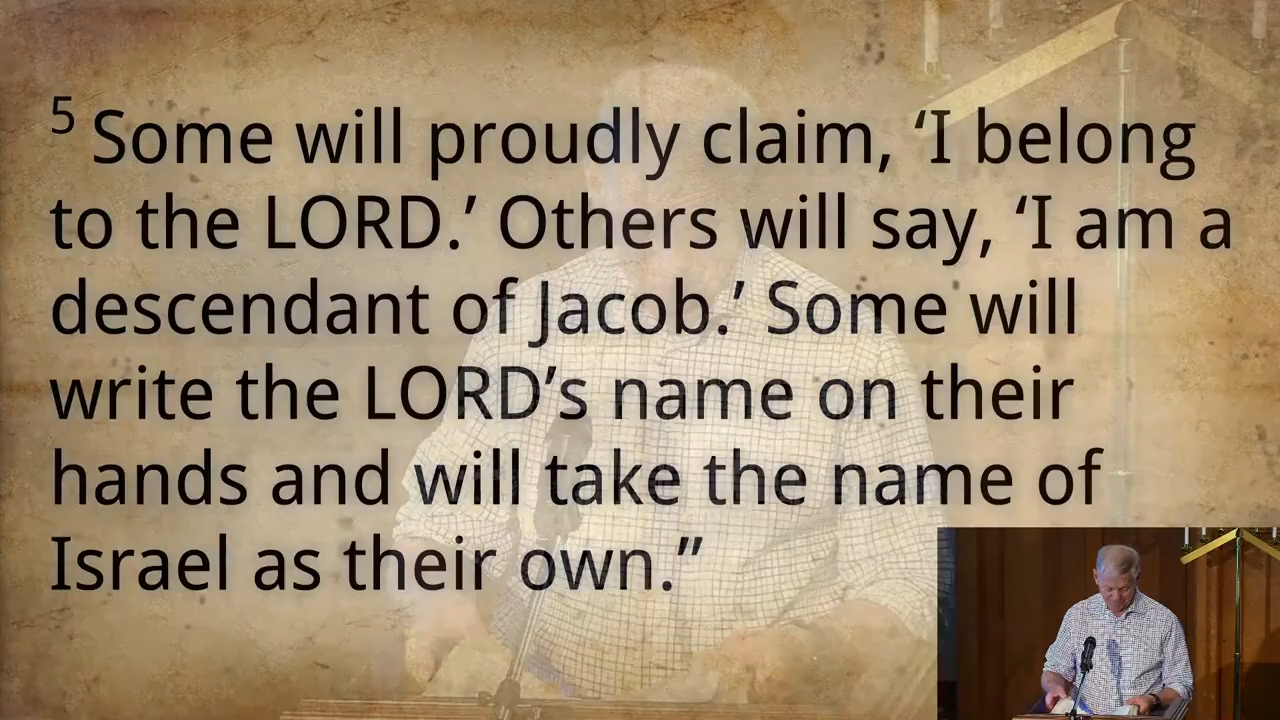 5 Some will proudly claim, ‘I belong
to the LORD.’ Others will say, ‘I am a
descendant of Jacob.’ Some will
write the LORD’s name on their
hands and will take the name of
Israel as their own.”